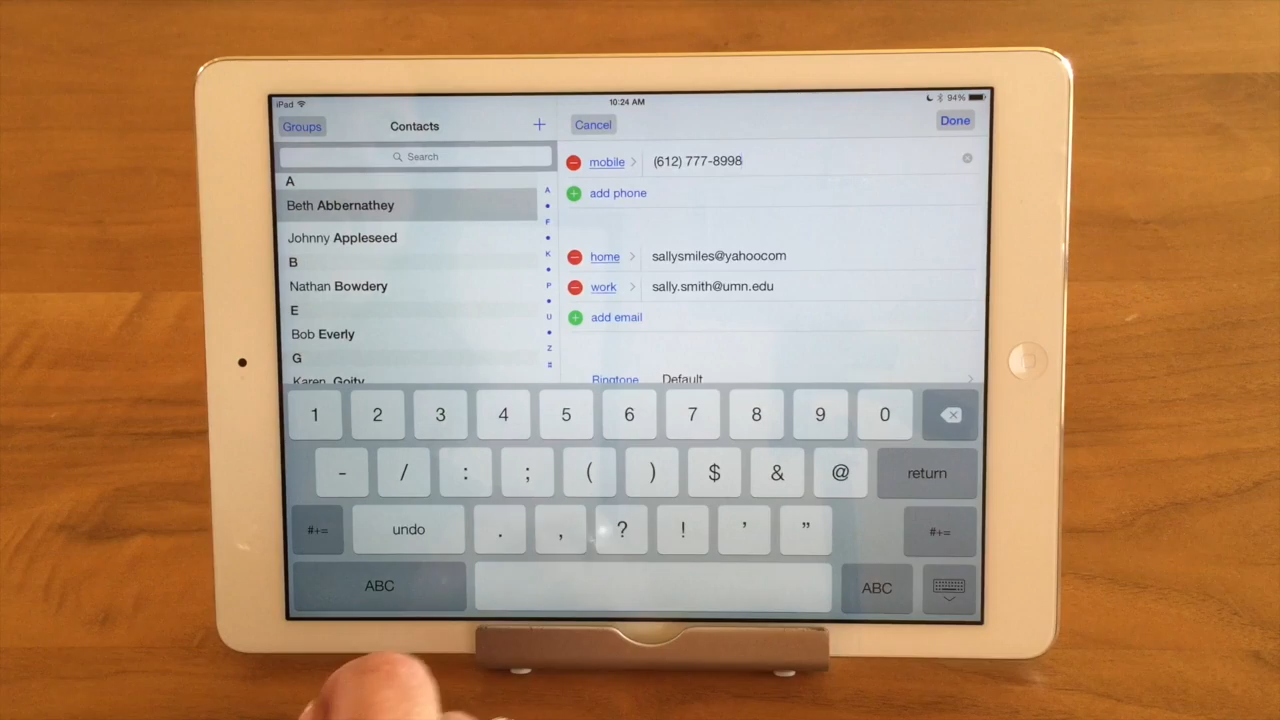 iPad 10:24 AM 94%
Groups Contacts + Cancel Done
Search
A
Beth Abbernathey
Johnny Appleseed
B
Nathan Bowdery
E
Bob Everly
G
Karen Goity
A
F
K
P
U
Z
#
mobile > (612) 777-8998
add phone
home > sallysmiles@yahoocom
work > sally.smith@umn.edu
add email
Ringtone Default >
1 2 3 4 5 6 7 8 9 0
- / : ; ( ) $ & @ return
#+= undo . , ? ! ' " #+=
ABC ABC